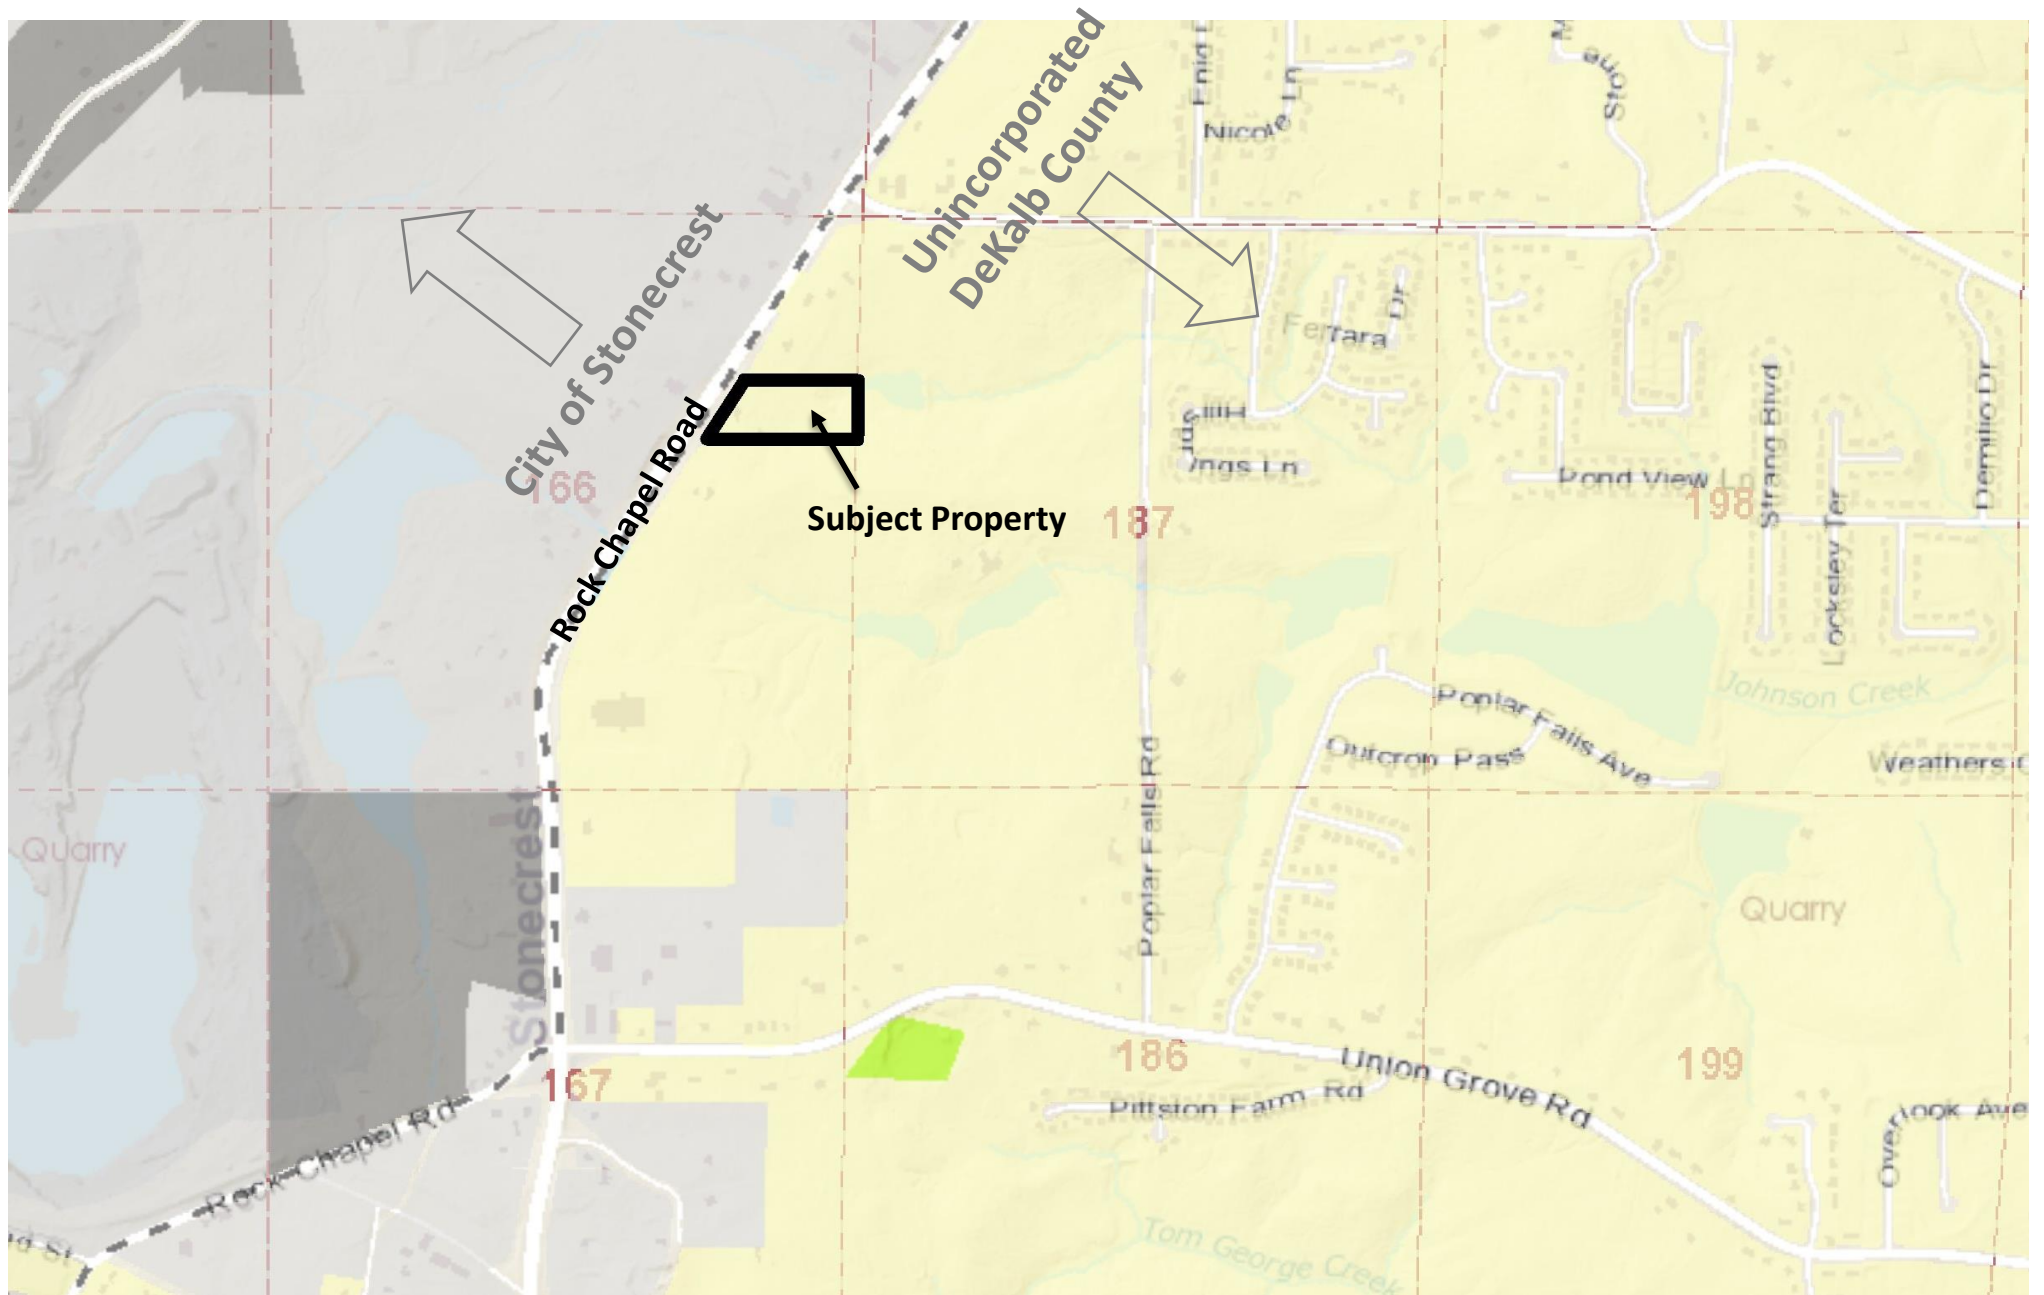 Unincorporated
DeKalb County
City of Stonecrest
Rock Chapel Road
Subject Property
Nicole Ln
Tara Dr
166
187
198
Pond View Ln
Strang Blvd
Locksley Ter
Demilio Dr
Johnson Creek
Poplar Falls Ave
Outcrop Pass
Weathers
Poplar Falls Rd
Quarry
Quarry
Stonecrest
167
186
199
Union Grove Rd
Pittston Farm Rd
Rock Chapel Rd
Overlook Ave
Tom George Creek